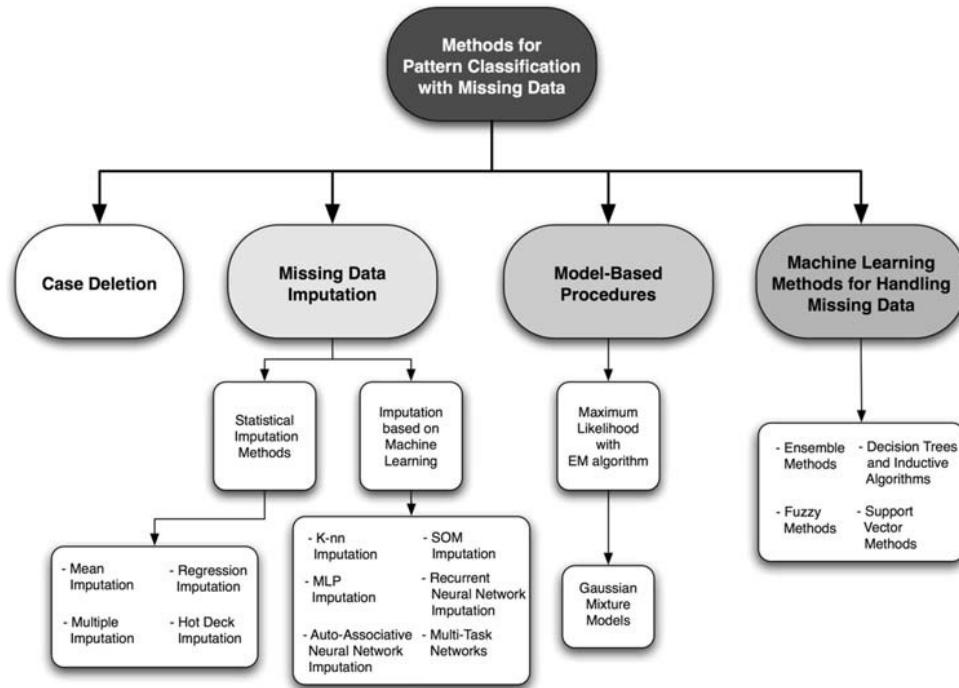 Methods for
Pattern Classification
with Missing Data
Case Deletion
Missing Data
Imputation
Model-Based
Procedures
Machine Learning
Methods for Handling
Missing Data
Statistical
Imputation
Methods
Imputation
based on
Machine
Learning
Maximum
Likelihood
with
EM algorithm
- Ensemble
Methods
- Decision Trees
and Inductive
Algorithms
- Fuzzy
Methods
- Support
Vector
Methods
- Mean
Imputation
- Regression
Imputation
- Multiple
Imputation
- Hot Deck
Imputation
- K-nn
Imputation
- SOM
Imputation
- MLP
Imputation
- Recurrent
Neural Network
Imputation
- Auto-Associative
Neural Network
Imputation
- Multi-Task
Networks
Gaussian
Mixture
Models